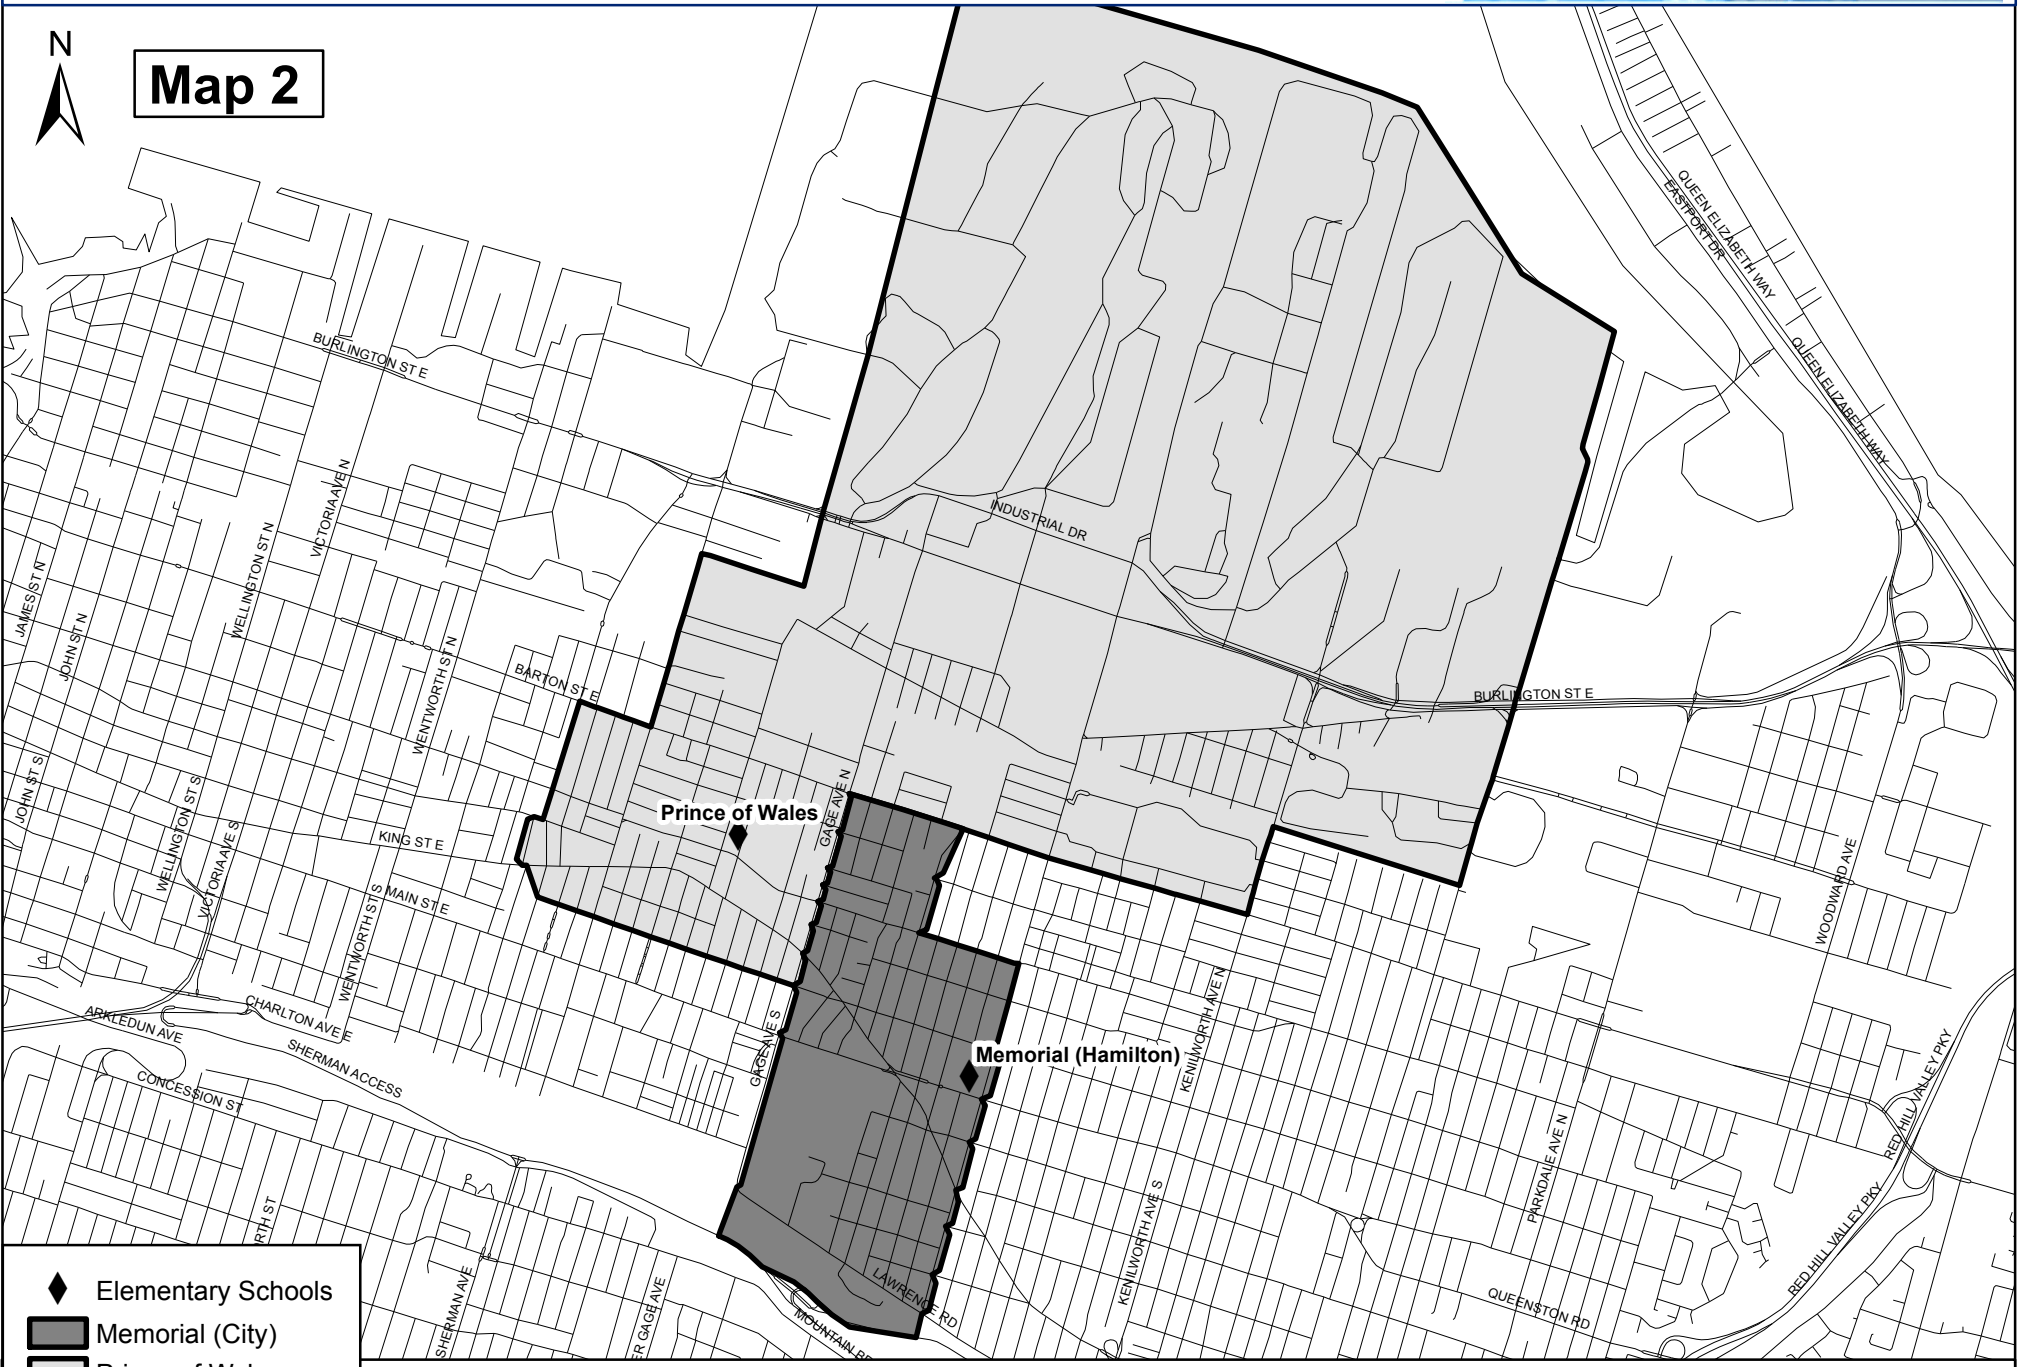 N
Map 2
QUEEN ELIZABETH WAY
EASTPORT DR
QUEEN ELIZABETH WAY
BURLINGTON ST E
VICTORIA AVE N
WELLINGTON ST N
INDUSTRIAL DR
JAMES ST N
JOHN ST N
WENTWORTH ST N
BARTON ST E
BURLINGTON ST E
JOHN ST S
WELLINGTON ST S
VICTORIA AVE S
KING ST E
Prince of Wales
GAGE AVE N
MAIN ST E
WENTWORTH ST S
WOODWARD AVE
CHARLTON AVE E
ARKLEDUN AVE
SHERMAN ACCESS
CONCESSION ST
GAGE AVE S
Memorial (Hamilton)
KENILWORTH AVE N
RED HILL VALLEY PKY
PARKDALE AVE N
KENILWORTH AVE S
RED HILL VALLEY PKY
SHERMAN AVE
GAGE AVE
LAWRENCE RD
MOUNTAIN
QUEENSTON RD
Elementary Schools
Memorial (City)